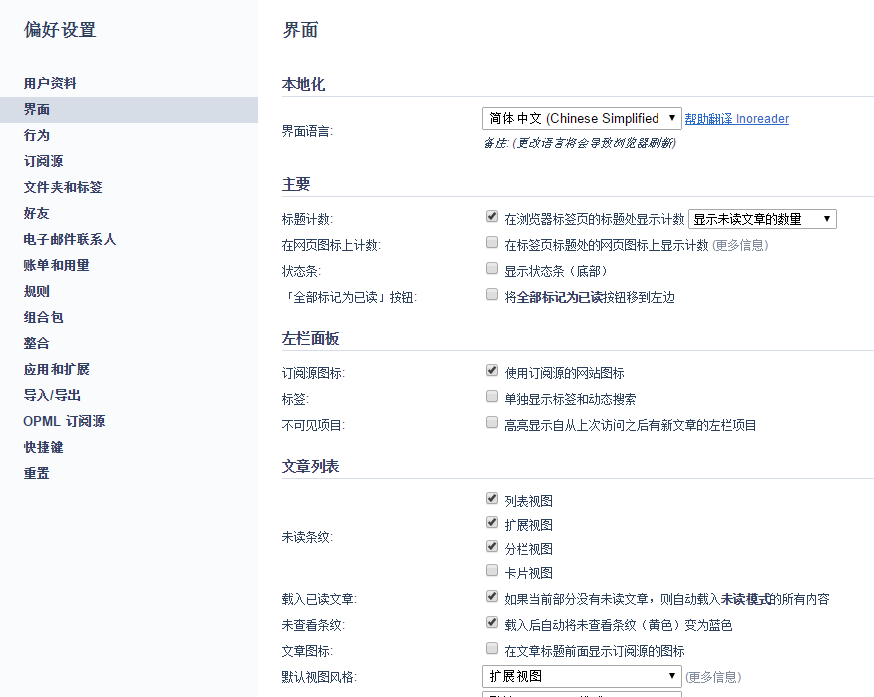 偏好设置
用户资料
界面
行为
订阅源
文件夹和标签
好友
电子邮件联系人
账单和用量
规则
组合包
整合
应用和扩展
导入/导出
OPML 订阅源
快捷键
重置
界面
本地化
界面语言: 简体中文 (Chinese Simplified 帮助翻译 Inoreader
备注: (更改语言将会导致浏览器刷新)
主要
标题计数: 在浏览器标签页的标题处显示计数 显示未读文章的数量
在网页图标上计数: 在标签页标题处的网页图标上显示计数 (更多信息)
状态条: 显示状态条（底部）
「全部标记为已读」按钮: 将全部标记为已读按钮移到左边
左栏面板
订阅源图标: 使用订阅源的网站图标
标签: 单独显示标签和动态搜索
不可见项目: 高亮显示自从上次访问之后有新文章的左栏项目
文章列表
未读条纹:
列表视图
扩展视图
分栏视图
卡片视图
载入已读文章: 如果当前部分没有未读文章，则自动载入未读模式的所有内容
未查看条纹: 载入后自动将未查看条纹（黄色）变为蓝色
文章图标: 在文章标题前面显示订阅源的图标
默认视图风格: 扩展视图 (更多信息)